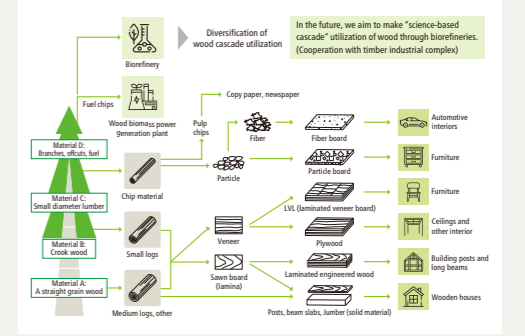 Diversification of
wood cascade utilization
In the future, we aim to make "science-based
cascade" utilization of wood through biorefineries.
(Cooperation with timber industrial complex)
Biorefinery
Fuel chips
Wood biomass power
generation plant
Copy paper, newspaper
Pulp
chips
Fiber
Fiber board
Automotive
interiors
Material D:
Branches, offcuts, fuel
Chip material
Particle
Particle board
Furniture
Material C:
Small diameter lumber
LVL (laminated veneer board)
Furniture
Material B:
Crook wood
Small logs
Veneer
Plywood
Ceilings and
other interior
Sawn board
(lamina)
Laminated engineered wood
Building posts and
long beams
Material A:
A straight grain wood
Medium logs, other
Posts, beam slabs, lumber (solid material)
Wooden houses